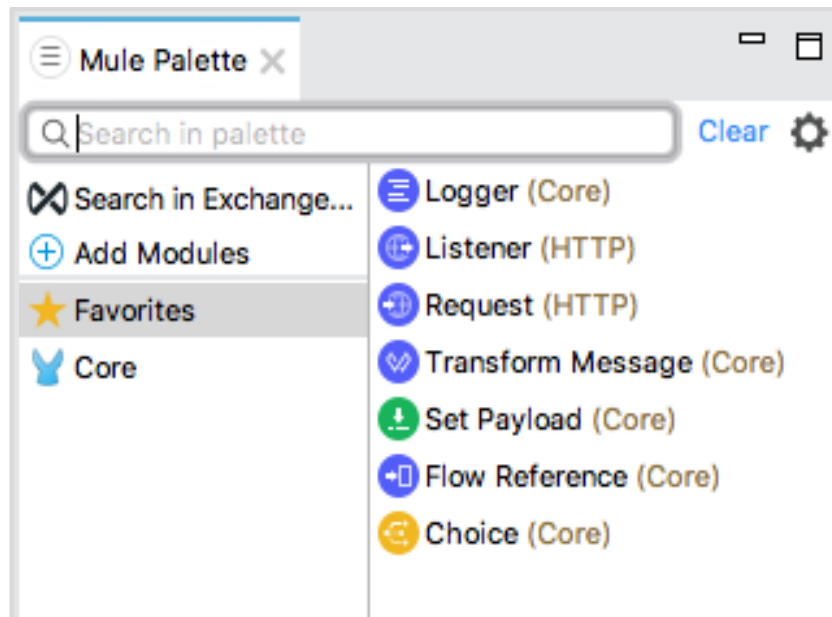 Mule Palette
Search in palette
Clear
Search in Exchange...
Add Modules
Favorites
Core
Logger (Core)
Listener (HTTP)
Request (HTTP)
Transform Message (Core)
Set Payload (Core)
Flow Reference (Core)
Choice (Core)